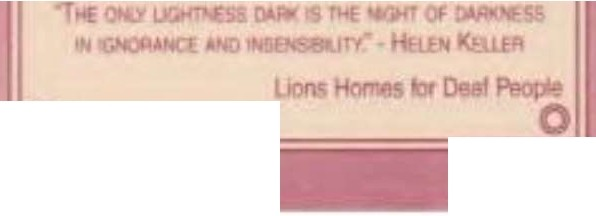 "THE ONLY LIGHTNESS DARK IS THE NIGHT OF DARKNESS
IN IGNORANCE AND INSENSIBILITY." - HELEN KELLER
Lions Homes for Deaf People